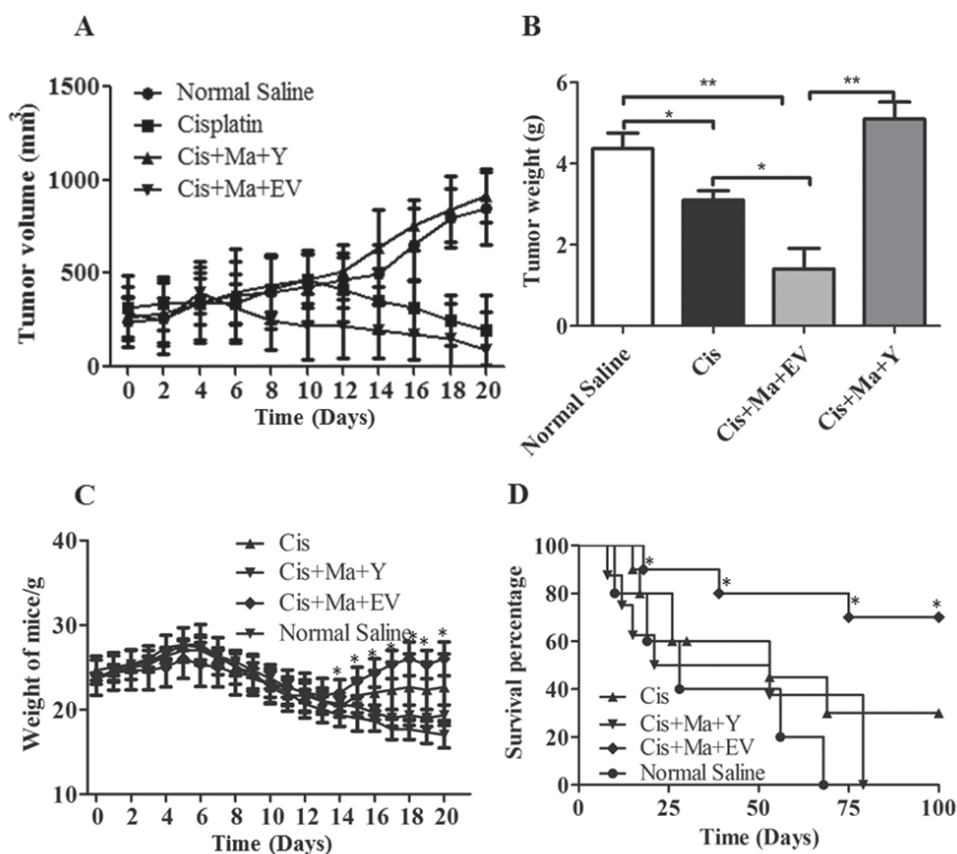 A
Tumor volume (mm³)
1500
1000
500
0
Normal Saline
Cisplatin
Cis+Ma+Y
Cis+Ma+EV
0 2 4 6 8 10 12 14 16 18 20
Time (Days)
B
Tumor weight (g)
6
4
2
0
** **
*
*
Normal Saline Cis Cis+Ma+EV Cis+Ma+Y
C
Weight of mice/g
40
30
20
10
Cis
Cis+Ma+Y
Cis+Ma+EV
Normal Saline
* * * * * * *
0 2 4 6 8 10 12 14 16 18 20
Time (Days)
D
Survival percentage
100
80
60
40
20
0
* * * *
Cis
Cis+Ma+Y
Cis+Ma+EV
Normal Saline
0 25 50 75 100
Time (Days)